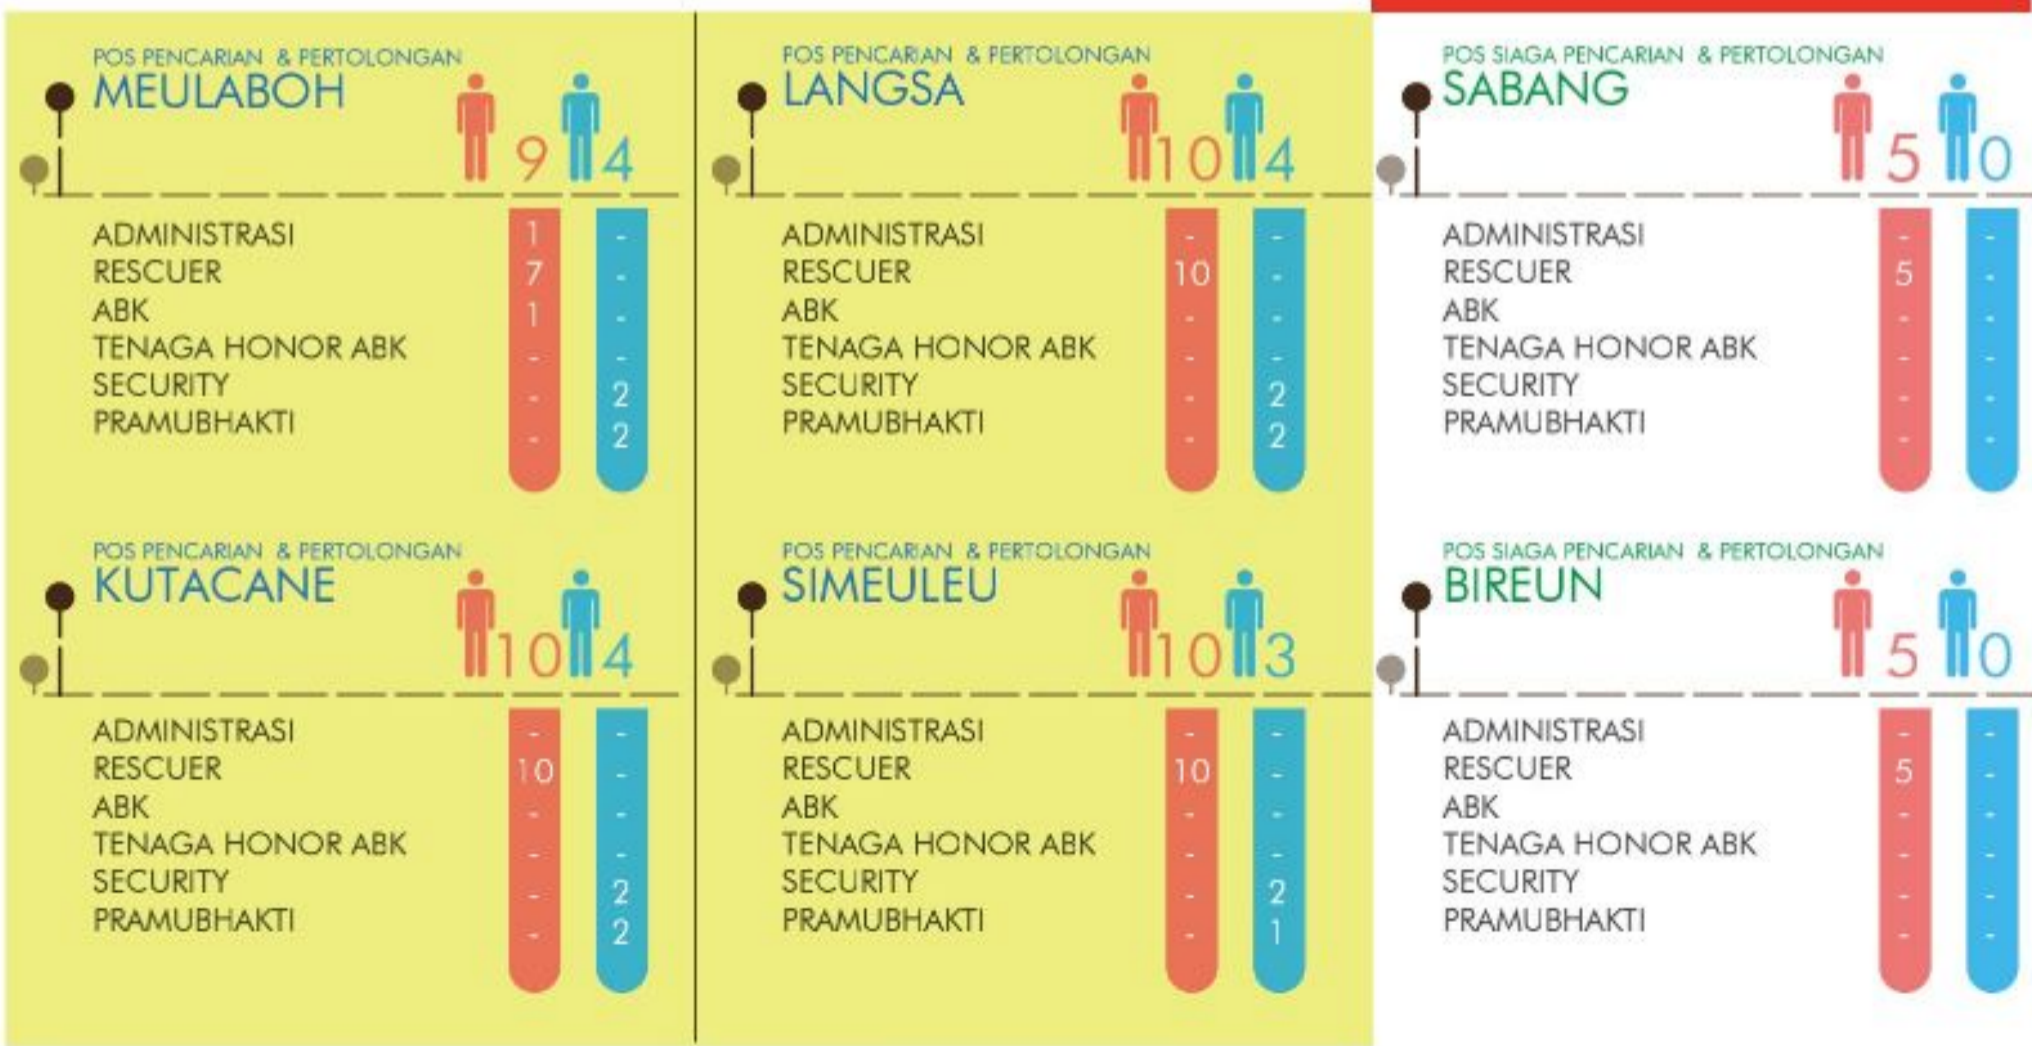 POS PENCARIAN & PERTOLONGAN
MEULABOH
9 4
ADMINISTRASI 1 -
RESCUER 7 -
ABK 1 -
TENAGA HONOR ABK - -
SECURITY - 2
PRAMUBHAKTI - 2
POS PENCARIAN & PERTOLONGAN
LANGSA
10 4
ADMINISTRASI - -
RESCUER 10 -
ABK - -
TENAGA HONOR ABK - -
SECURITY - 2
PRAMUBHAKTI - 2
POS SIAGA PENCARIAN & PERTOLONGAN
SABANG
5 0
ADMINISTRASI - -
RESCUER 5 -
ABK - -
TENAGA HONOR ABK - -
SECURITY - -
PRAMUBHAKTI - -
POS PENCARIAN & PERTOLONGAN
KUTACANE
10 4
ADMINISTRASI - -
RESCUER 10 -
ABK - -
TENAGA HONOR ABK - -
SECURITY - 2
PRAMUBHAKTI - 2
POS PENCARIAN & PERTOLONGAN
SIMEULEU
10 3
ADMINISTRASI - -
RESCUER 10 -
ABK - -
TENAGA HONOR ABK - -
SECURITY - 2
PRAMUBHAKTI - 1
POS SIAGA PENCARIAN & PERTOLONGAN
BIREUN
5 0
ADMINISTRASI - -
RESCUER 5 -
ABK - -
TENAGA HONOR ABK - -
SECURITY - -
PRAMUBHAKTI - -